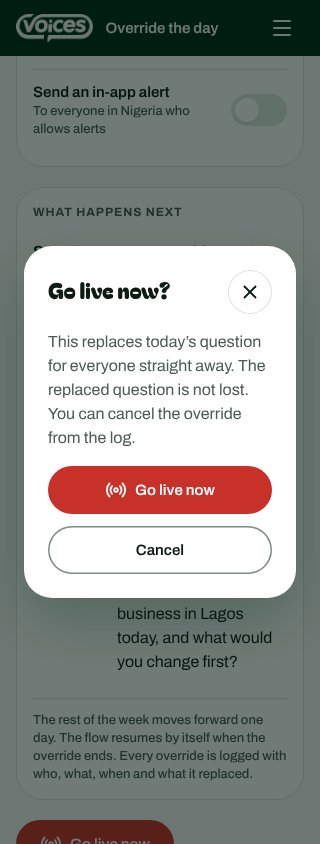 voices
Override the day
Send an in-app alert
To everyone in Nigeria who
allows alerts
WHAT HAPPENS NEXT
Go live now?
This replaces today’s question
for everyone straight away. The
replaced question is not lost.
You can cancel the override
from the log.
Go live now
Cancel
business in Lagos
today, and what would
you change first?
The rest of the week moves forward one
day. The flow resumes by itself when the
override ends. Every override is logged with
who, what, when and what it replaced.
Go live now